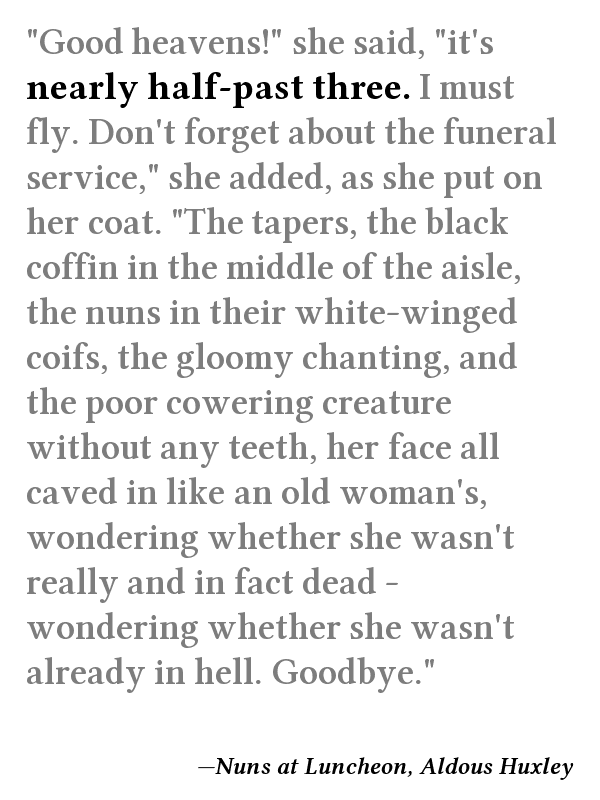 "Good heavens!" she said, "it's
nearly half-past three. I must
fly. Don't forget about the funeral
service," she added, as she put on
her coat. "The tapers, the black
coffin in the middle of the aisle,
the nuns in their white-winged
coifs, the gloomy chanting, and
the poor cowering creature
without any teeth, her face all
caved in like an old woman's,
wondering whether she wasn't
really and in fact dead –
wondering whether she wasn't
already in hell. Goodbye."
—Nuns at Luncheon, Aldous Huxley